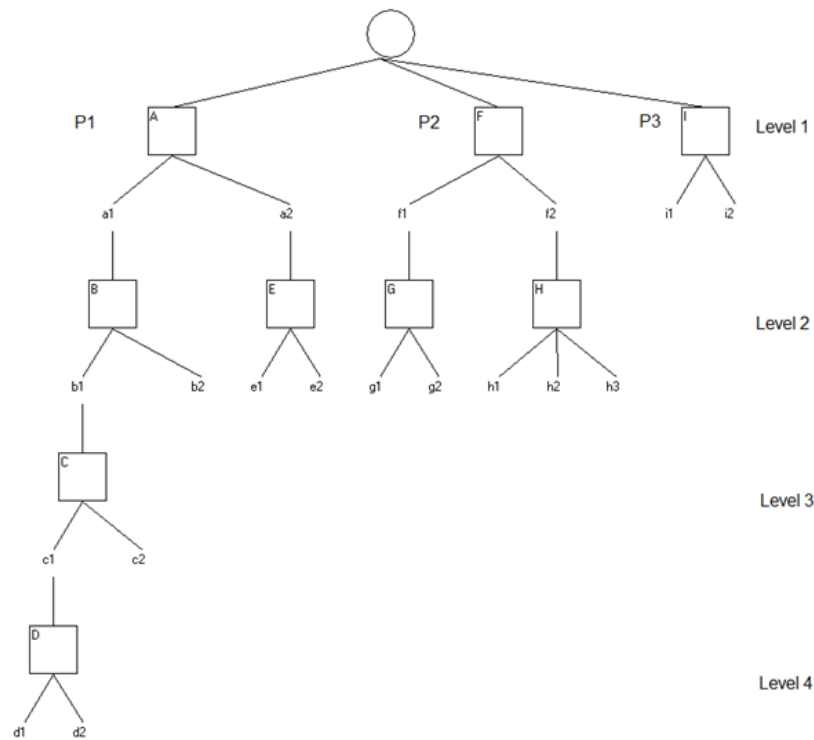 P1 A P2 F P3 I Level 1
a1 a2 f1 f2 i1 i2
B E G H Level 2
b1 b2 e1 e2 g1 g2 h1 h2 h3
C Level 3
c1 c2
D Level 4
d1 d2